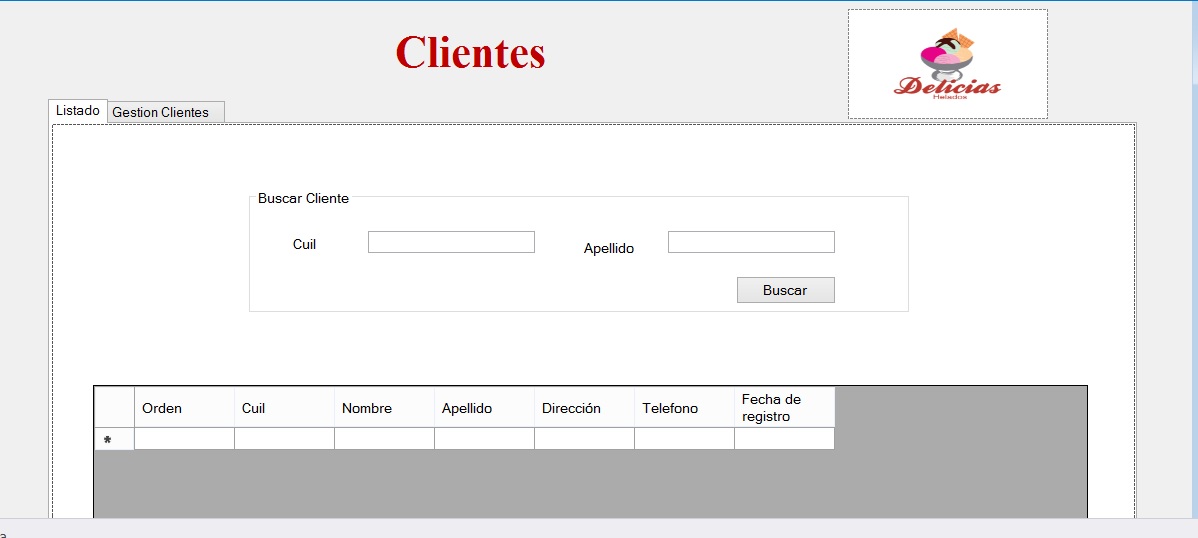 Clientes
Delicias
Helados
Listado
Gestion Clientes
Buscar Cliente
Cuil
Apellido
Buscar
Orden Cuil Nombre Apellido Dirección Telefono Fecha de
registro
*
a